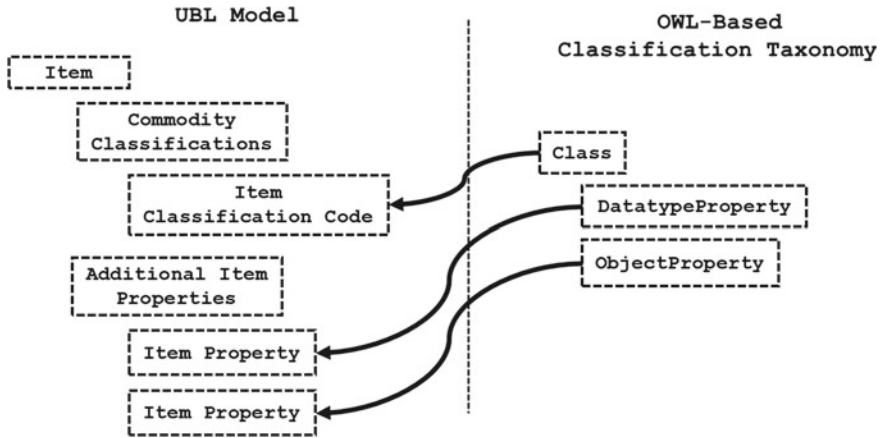 UBL Model
Item
Commodity
Classifications
Item
Classification Code
Additional Item
Properties
Item Property
Item Property
OWL-Based
Classification Taxonomy
Class
DatatypeProperty
ObjectProperty